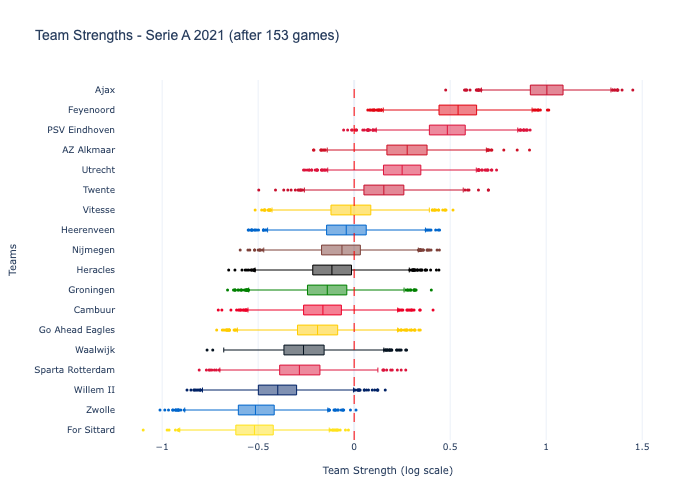 Team Strengths - Serie A 2021 (after 153 games)
Ajax
Feyenoord
PSV Eindhoven
AZ Alkmaar
Utrecht
Twente
Vitesse
Heerenveen
Nijmegen
Heracles
Groningen
Cambuur
Go Ahead Eagles
Waalwijk
Sparta Rotterdam
Willem II
Zwolle
For Sittard
Teams
−1
−0.5
0
0.5
1
1.5
Team Strength (log scale)